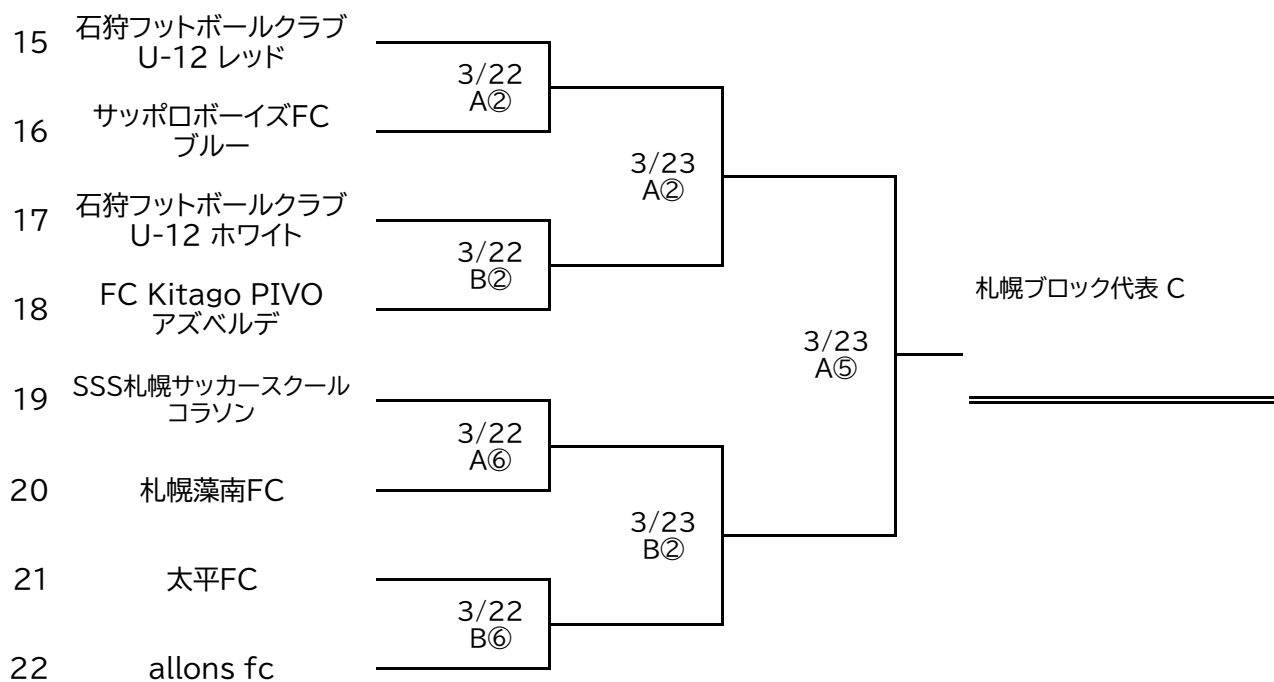 15
石狩フットボールクラブ
U-12 レッド
3/22
A②
16
サッポロボーイズFC
ブルー
3/23
A②
17
石狩フットボールクラブ
U-12 ホワイト
3/22
B②
18
FC Kitago PIVO
アズベルデ
札幌ブロック代表 C
3/23
A⑤
19
SSS札幌サッカースクール
コラソン
3/22
A⑥
20
札幌藻南FC
3/23
B②
21
太平FC
3/22
B⑥
22
allons fc